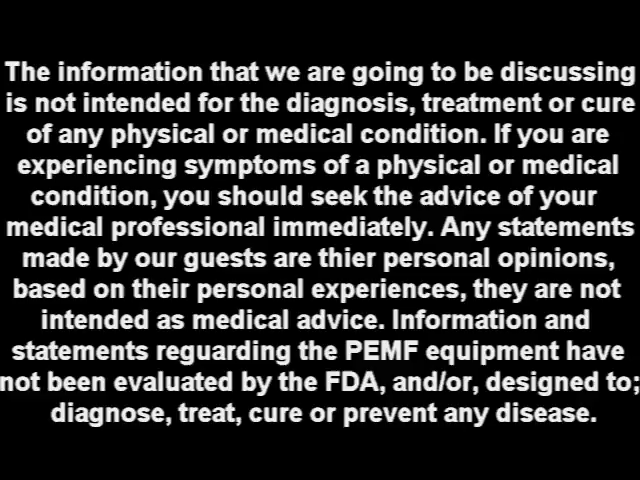 The information that we are going to be discussing
is not intended for the diagnosis, treatment or cure
of any physical or medical condition. If you are
experiencing symptoms of a physical or medical
condition, you should seek the advice of your
medical professional immediately. Any statements
made by our guests are thier personal opinions,
based on their personal experiences, they are not
intended as medical advice. Information and
statements reguarding the PEMF equipment have
not been evaluated by the FDA, and/or, designed to;
diagnose, treat, cure or prevent any disease.